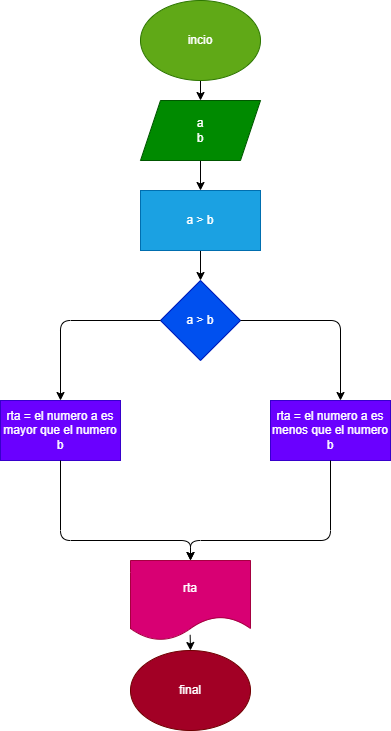 incio
a
b
a > b
a > b
rta = el numero a es
mayor que el numero
b
rta = el numero a es
menos que el numero
b
rta
final